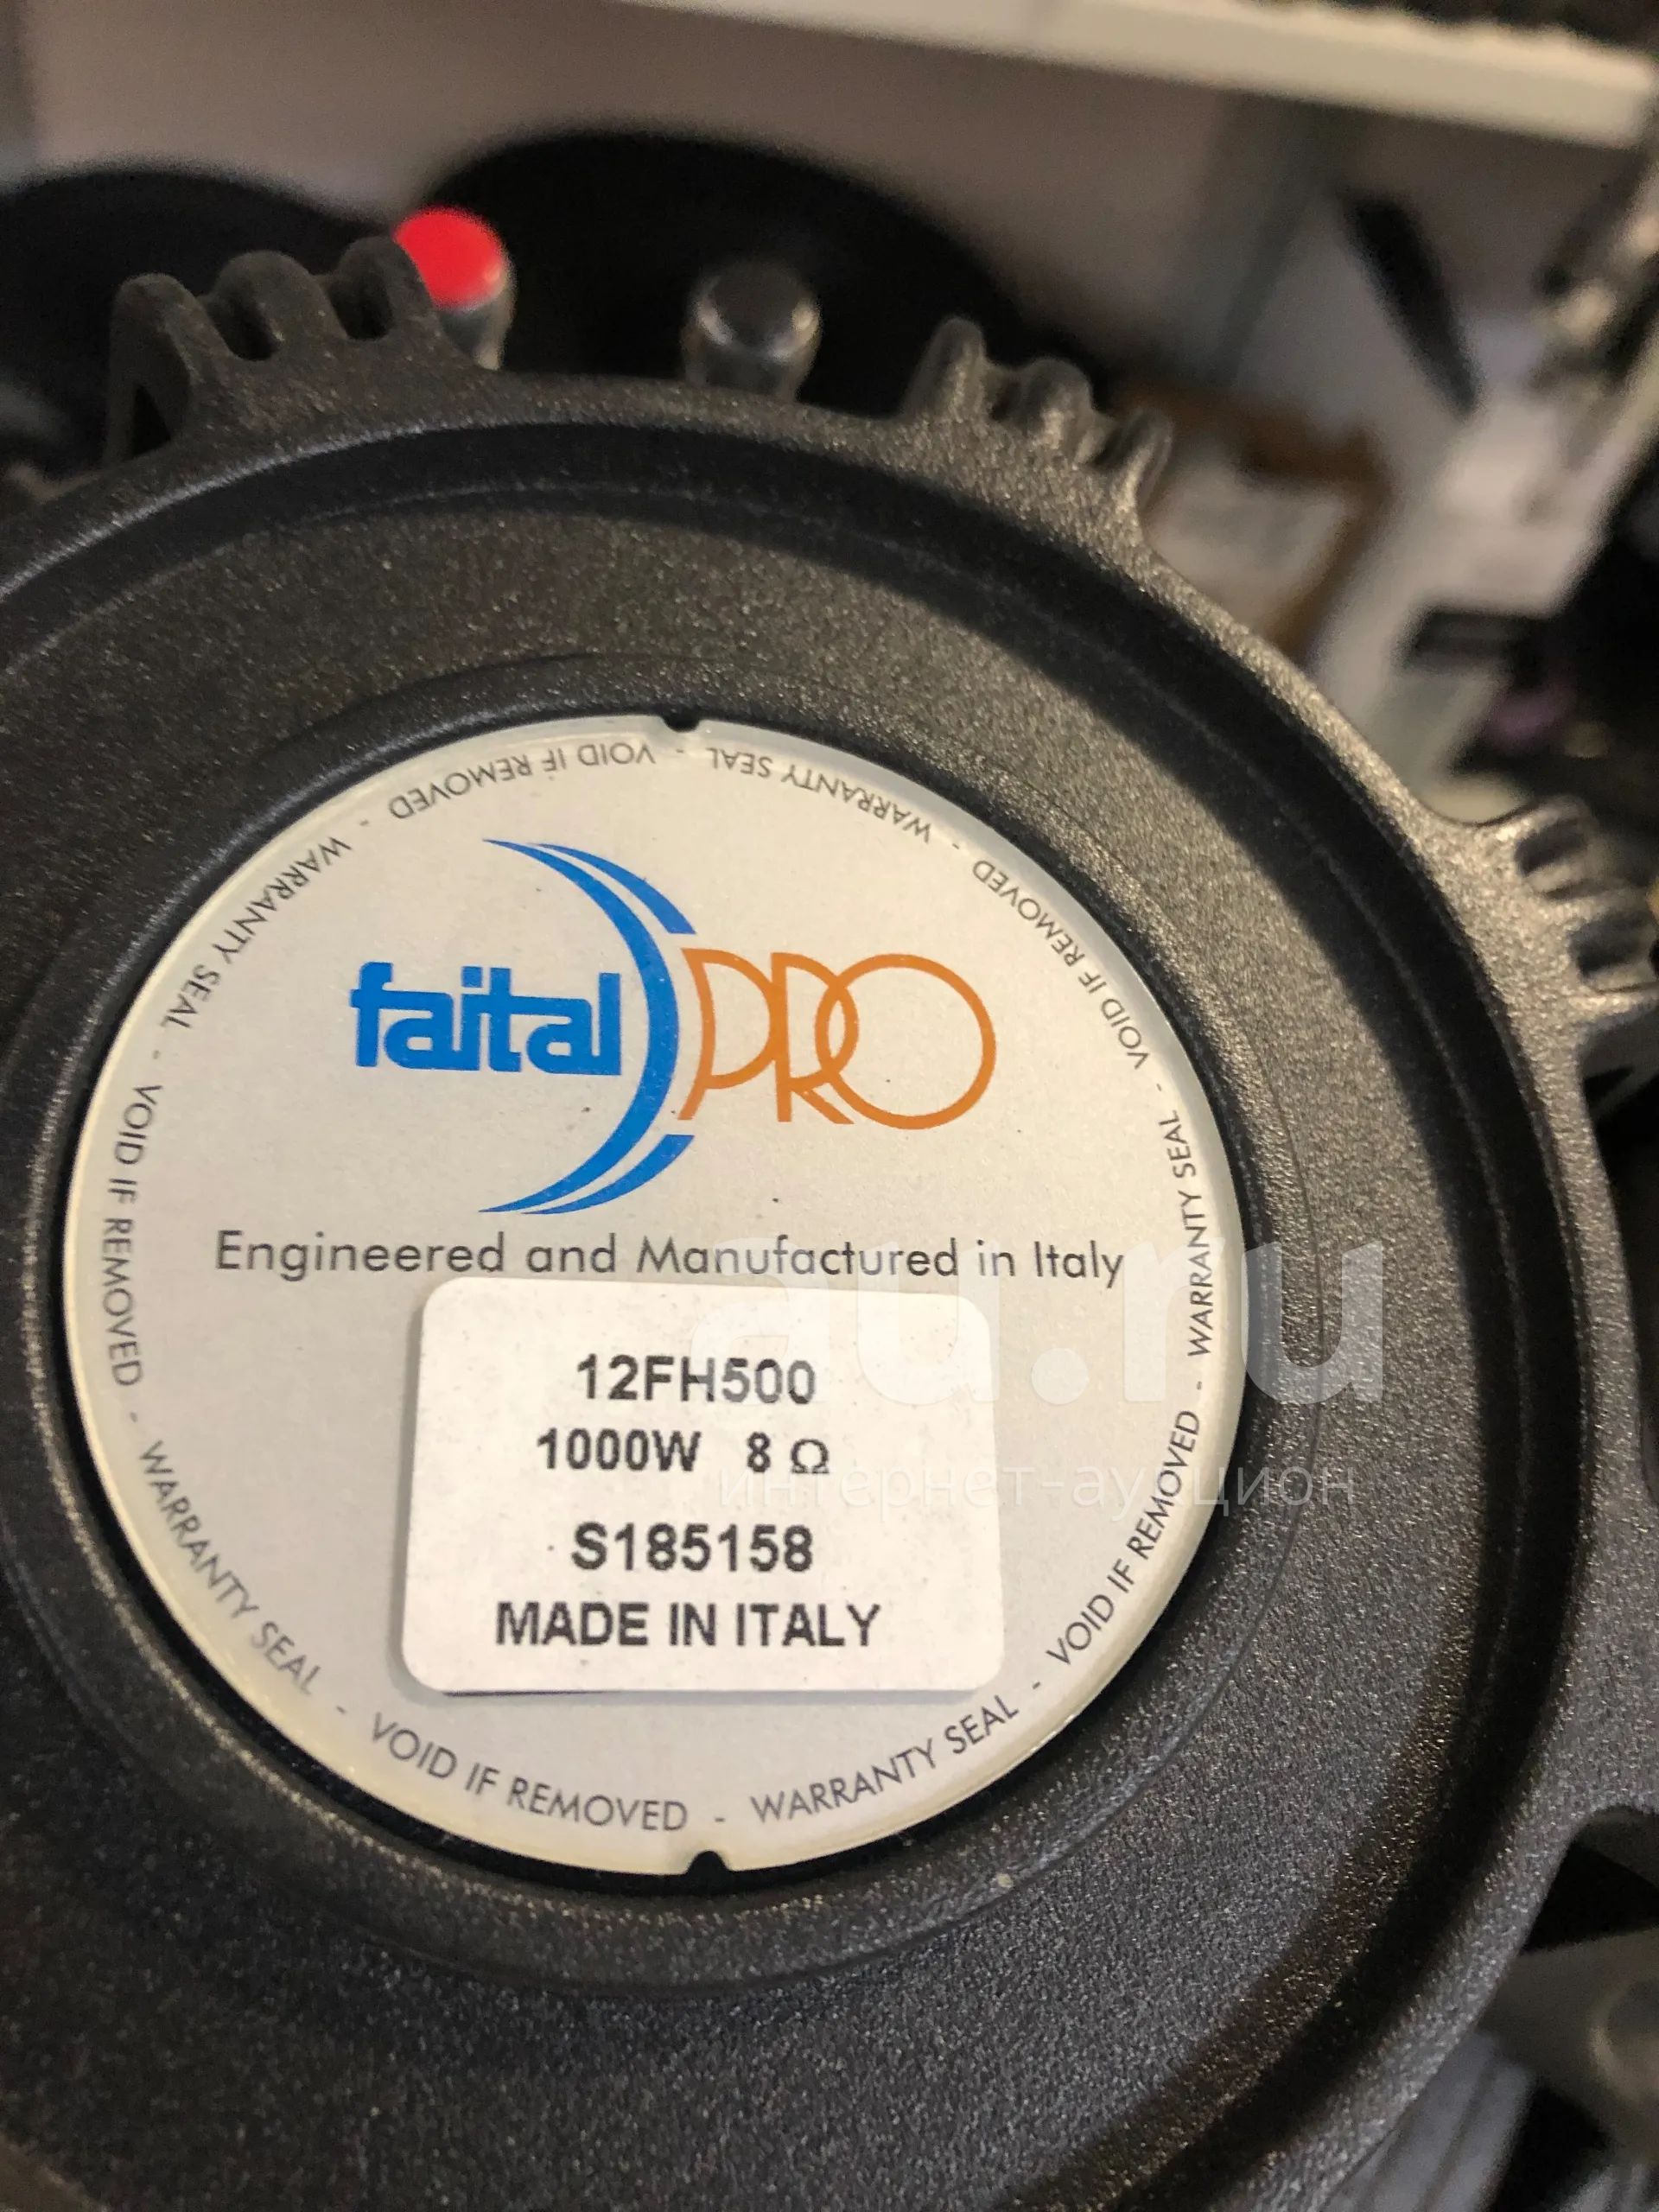 faital PRO
Engineered and Manufactured in Italy
12FH500
1000W 8 Ω
S185158
MADE IN ITALY
VOID IF REMOVED - WARRANTY SEAL - VOID IF REMOVED - WARRANTY SEAL - VOID IF REMOVED - WARRANTY SEAL - VOID IF REMOVED - WARRANTY SEAL - VOID IF REMOVED - WARRANTY SEAL -
au.ru
интернет-аукцион